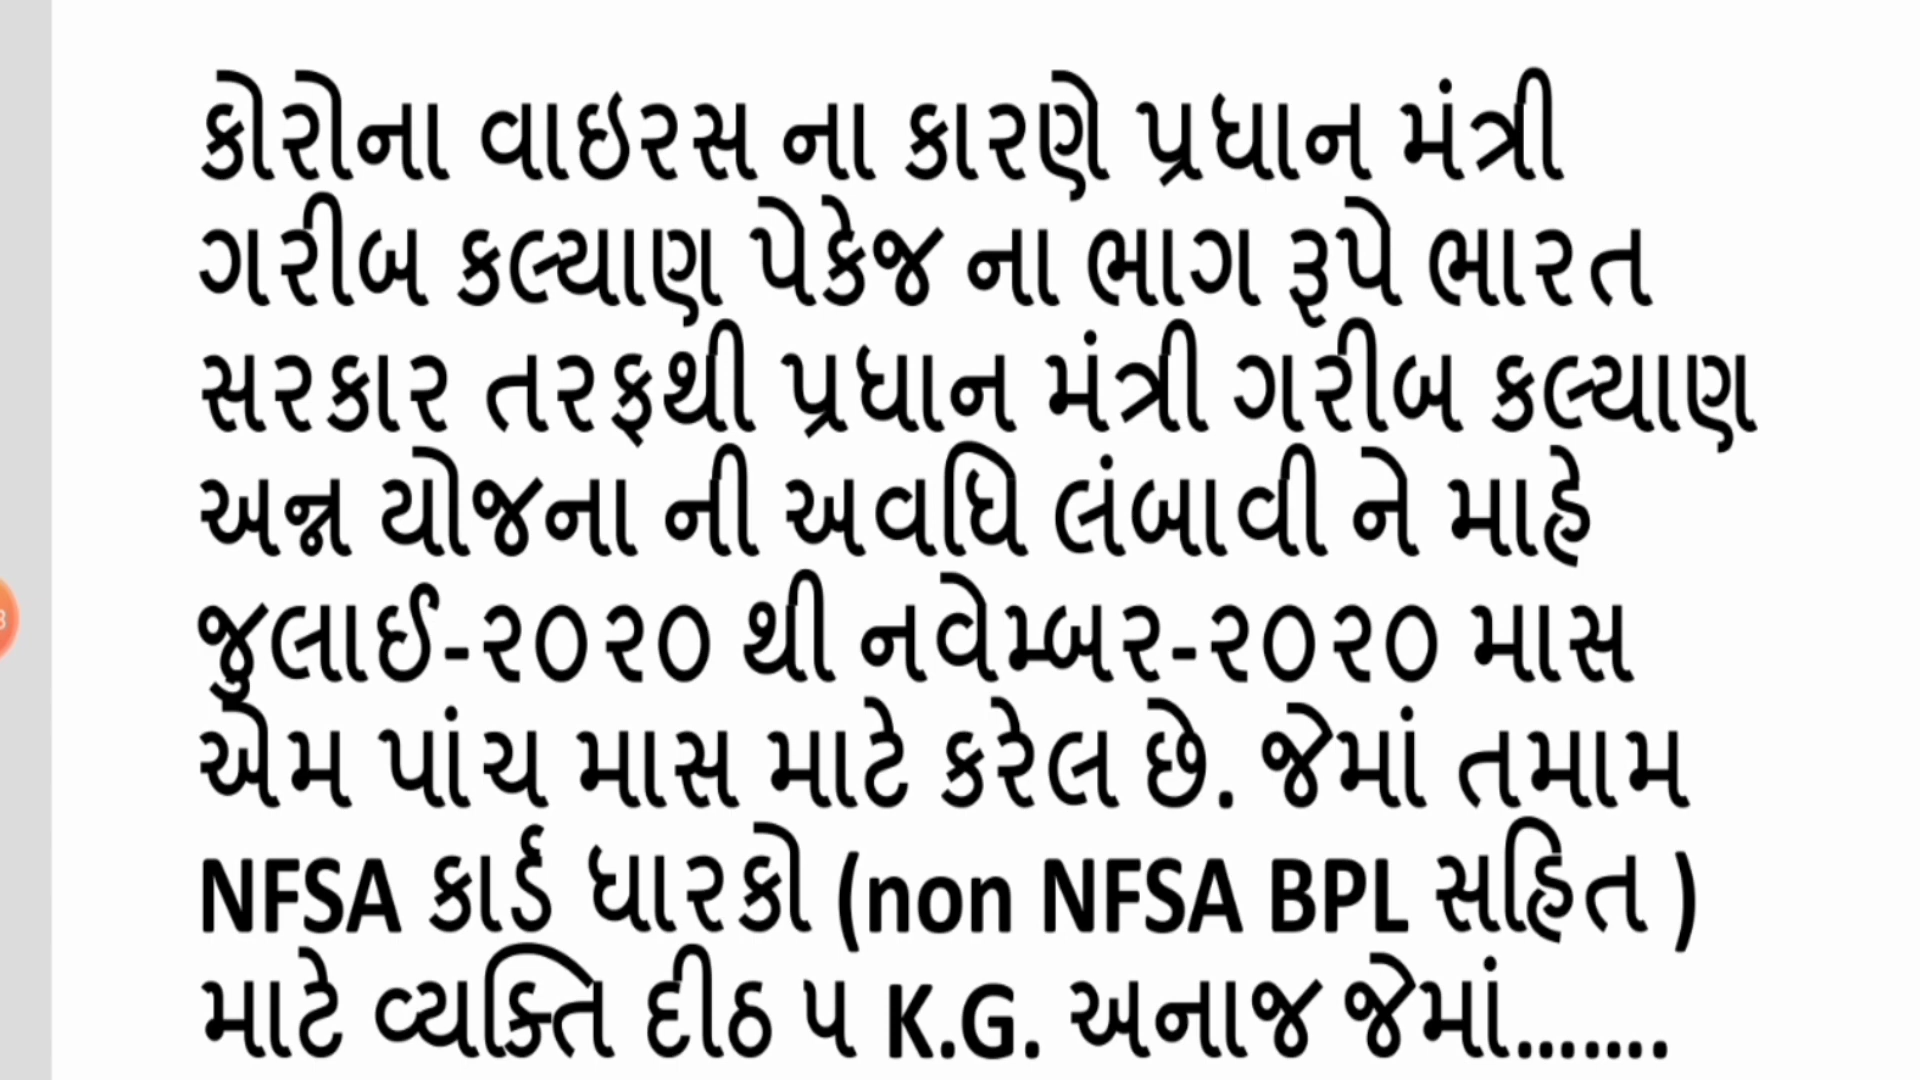 કોરોના વાઇરસ ના કારણે પ્રધાન મંત્રી
ગરીબ કલ્યાણ પેકેજ ના ભાગ રૂપે ભારત
સરકાર તરફથી પ્રધાન મંત્રી ગરીબ કલ્યાણ
અન્ન યોજના ની અવધિ લંબાવી ને માહે
જુલાઈ-૨૦૨૦ થી નવેમ્બર-૨૦૨૦ માસ
એમ પાંચ માસ માટે કરેલ છે. જેમાં તમામ
NFSA કાર્ડ ધારકો (non NFSA BPL સહિત )
માટે વ્યક્તિ દીઠ ૫ K.G. અનાજ જેમાં.......